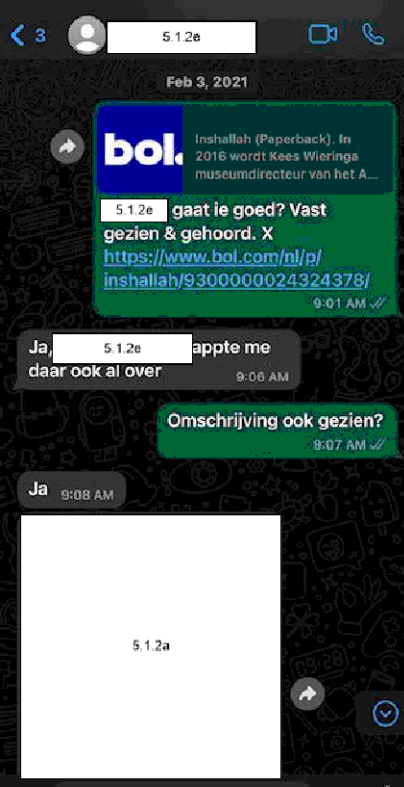 3
5.1.2e
Feb 3, 2021
bol.
Inshallah (Paperback). In
2016 wordt Kees Wieringa
museumdirecteur van het A...
5.1.2e gaat ie goed? Vast
gezien & gehoord. X
https://www.bol.com/nl/p/
inshallah/9300000024324378/
9:01 AM
Ja, 5.1.2e appte me
daar ook al over
9:06 AM
Omschrijving ook gezien?
9:07 AM
Ja
9:08 AM
5.1.2a